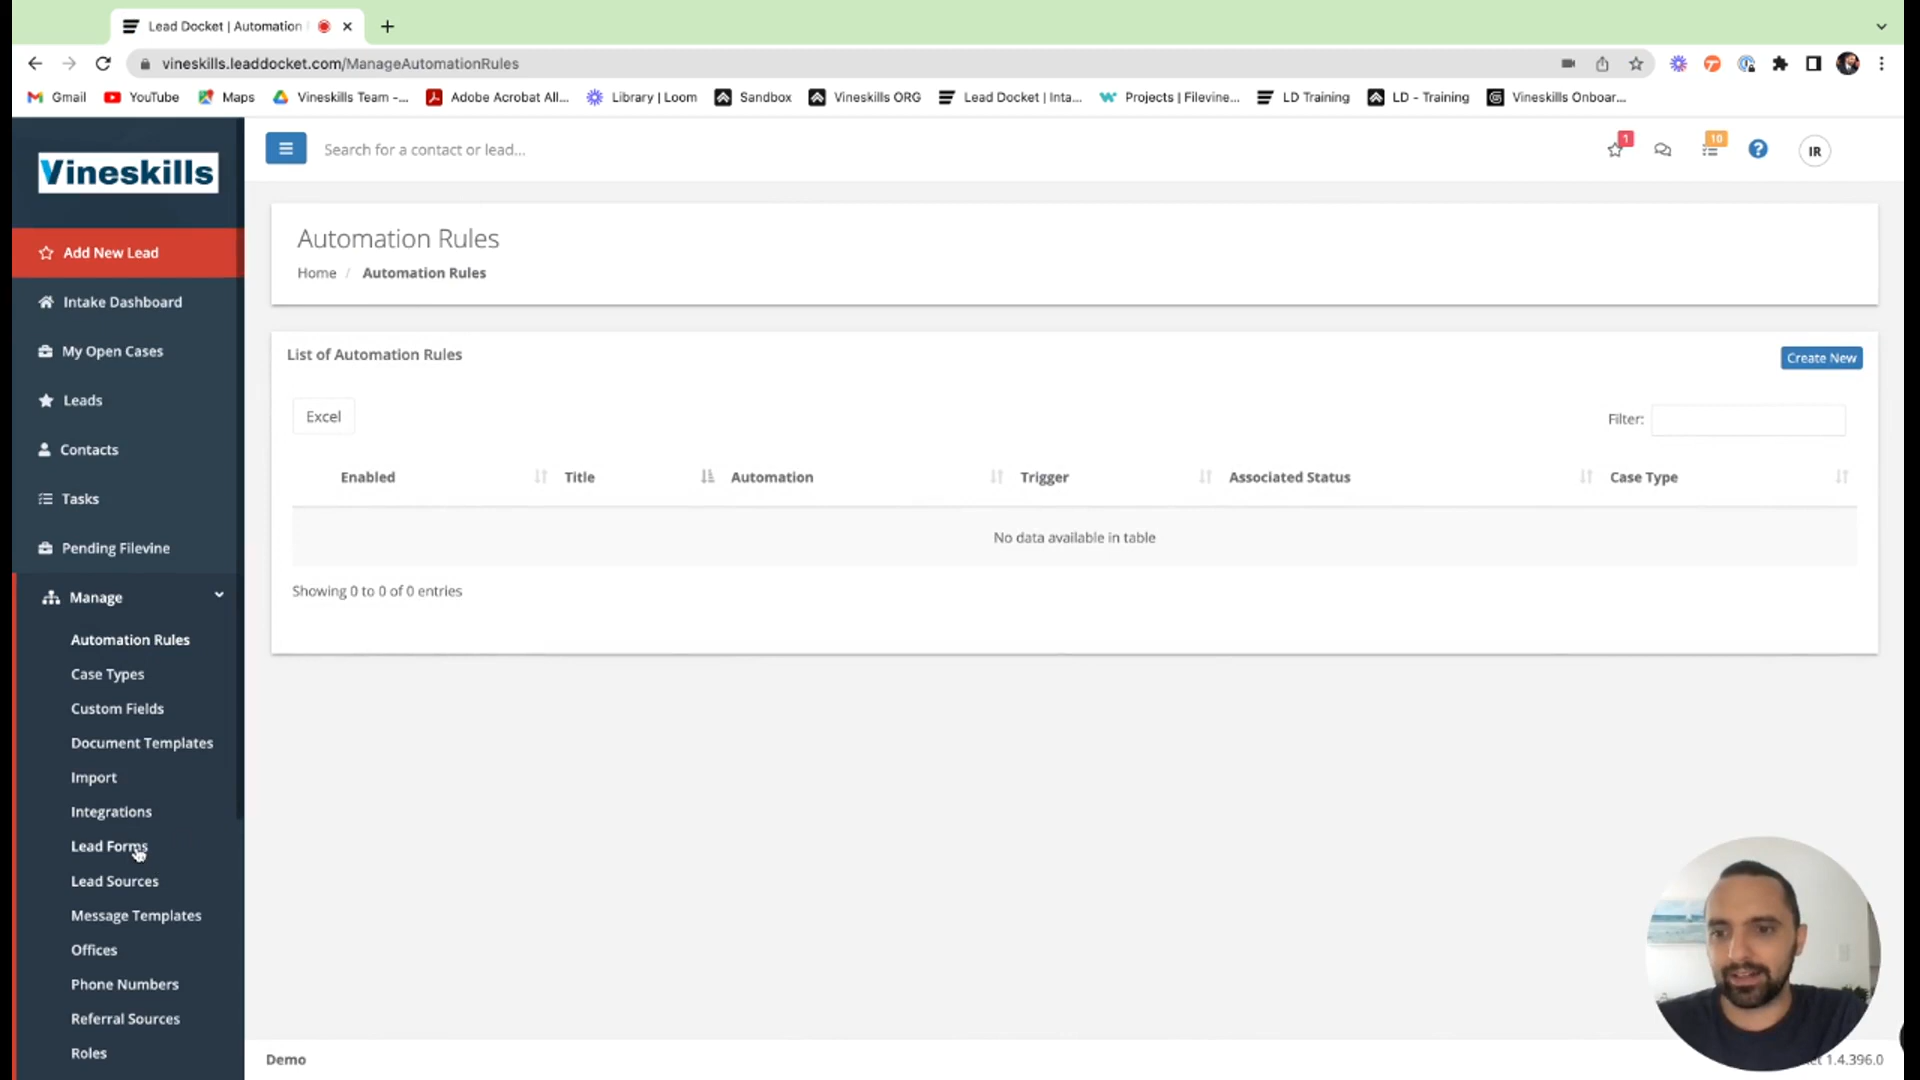 Lead Docket | Automation
vineskills.leaddocket.com/ManageAutomationRules
Gmail YouTube Maps Vineskills Team -... Adobe Acrobat All... Library | Loom Sandbox Vineskills ORG Lead Docket | Inta... Projects | Filevine... LD Training LD - Training Vineskills Onboar...
Vineskills
Search for a contact or lead...
1
10
IR
Add New Lead
Intake Dashboard
My Open Cases
Leads
Contacts
Tasks
Pending Filevine
Manage
Automation Rules
Case Types
Custom Fields
Document Templates
Import
Integrations
Lead Forms
Lead Sources
Message Templates
Offices
Phone Numbers
Referral Sources
Roles
Automation Rules
Home / Automation Rules
List of Automation Rules
Create New
Excel
Filter:
Enabled Title Automation Trigger Associated Status Case Type
No data available in table
Showing 0 to 0 of 0 entries
Demo
1.4.396.0